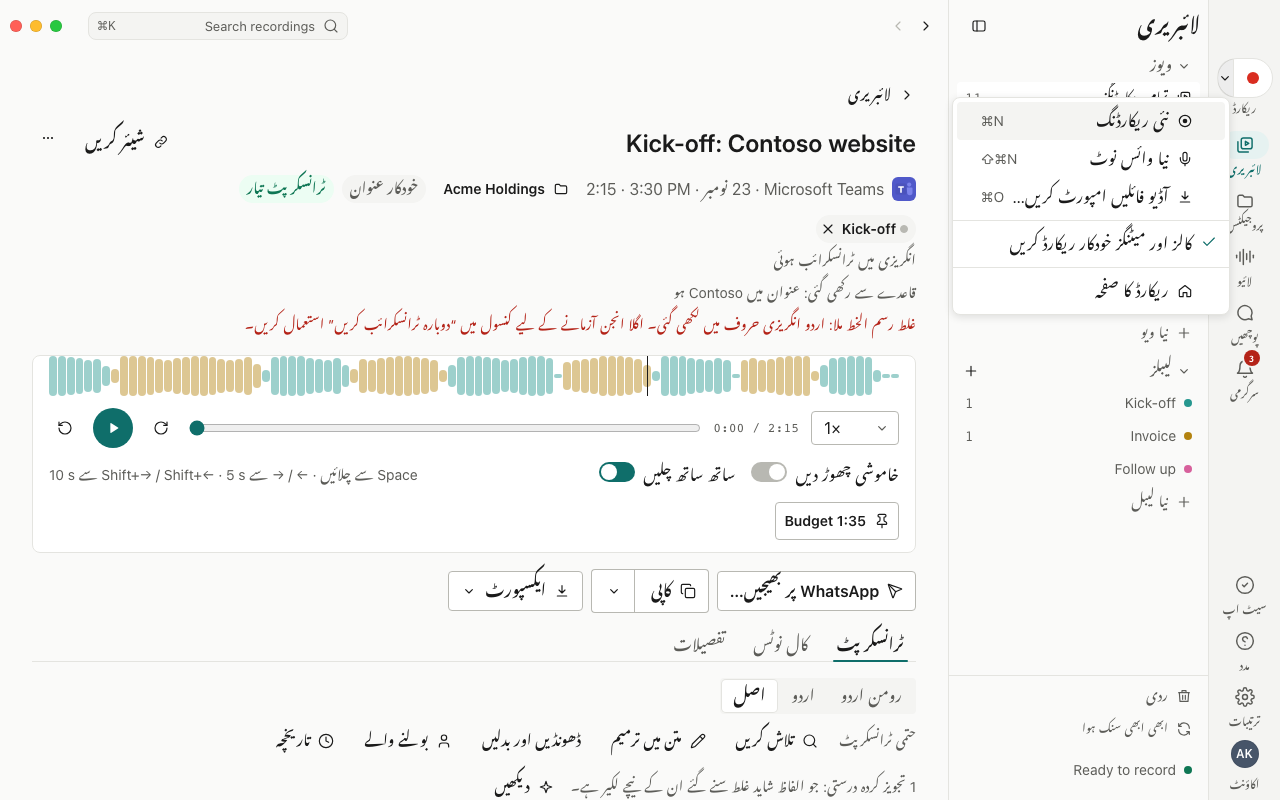 لائبریری
Search recordings ⌘K
ویوز
ریکارڈ
لائبریری
پروجیکٹس
لائیو
پوچھیں
3
سرگرمی
سیٹ اپ
مدد
ترتیبات
AK
اکاؤنٹ
نئی ریکارڈنگ ⌘N
نیا وائس نوٹ ⇧⌘N
آڈیو فائلیں امپورٹ کریں... ⌘O
کالز اور میٹنگز خودکار ریکارڈ کریں
ریکارڈ کا صفحہ
نیا ویو
لیبلز
Kick-off 1
Invoice 1
Follow up
نیا لیبل
ردی
ابھی ابھی سنک ہوا
Ready to record
لائبریری
Kick-off: Contoso website
شیئر کریں
Microsoft Teams · 23 نومبر · 3:30 PM · 2:15 Acme Holdings خودکار عنوان ٹرانسکرپٹ تیار
Kick-off
انگریزی میں ٹرانسکرائب ہوئی
قاعدے سے رکھی گئی: عنوان میں Contoso ہو
غلط رسم الخط ملا: اردو انگریزی حروف میں لکھی گئی۔ اگلا انجن آزمانے کے لیے کنسول میں "دوبارہ ٹرانسکرائب کریں" استعمال کریں۔
0:00 / 2:15 1×
خاموشی چھوڑ دیں ساتھ ساتھ چلیں
Space سے چلائیں · ← / → سے 5 s · Shift+← / Shift+→ سے 10 s
Budget 1:35
WhatsApp پر بھیجیں... کاپی ایکسپورٹ
ٹرانسکرپٹ کال نوٹس تفصیلات
رومن اردو اردو اصل
حتمی ٹرانسکرپٹ تلاش کریں متن میں ترمیم ڈھونڈیں اور بدلیں بولنے والے تاریخچہ
1 تجویز کردہ درستی: جو الفاظ شاید غلط سنے گئے ان کے نیچے لکیر ہے۔ دیکھیں